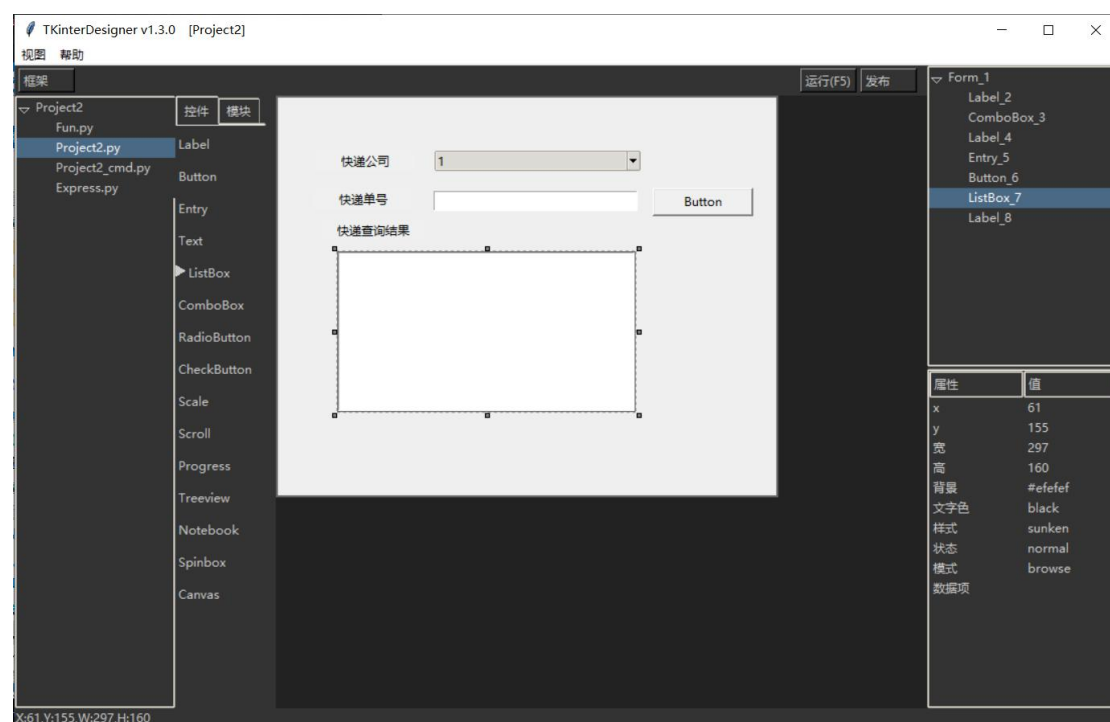 TKinterDesigner v1.3.0 [Project2]
视图 帮助
框架
运行(F5) 发布
Project2
Fun.py
Project2.py
Project2_cmd.py
Express.py
控件 模块
Label
Button
Entry
Text
ListBox
ComboBox
RadioButton
CheckButton
Scale
Scroll
Progress
Treeview
Notebook
Spinbox
Canvas
快递公司 1
快递单号 Button
快递查询结果
Form_1
Label_2
ComboBox_3
Label_4
Entry_5
Button_6
ListBox_7
Label_8
属性 值
x 61
y 155
宽 297
高 160
背景 #efefef
文字色 black
样式 sunken
状态 normal
模式 browse
数据项
X:61,Y:155,W:297,H:160